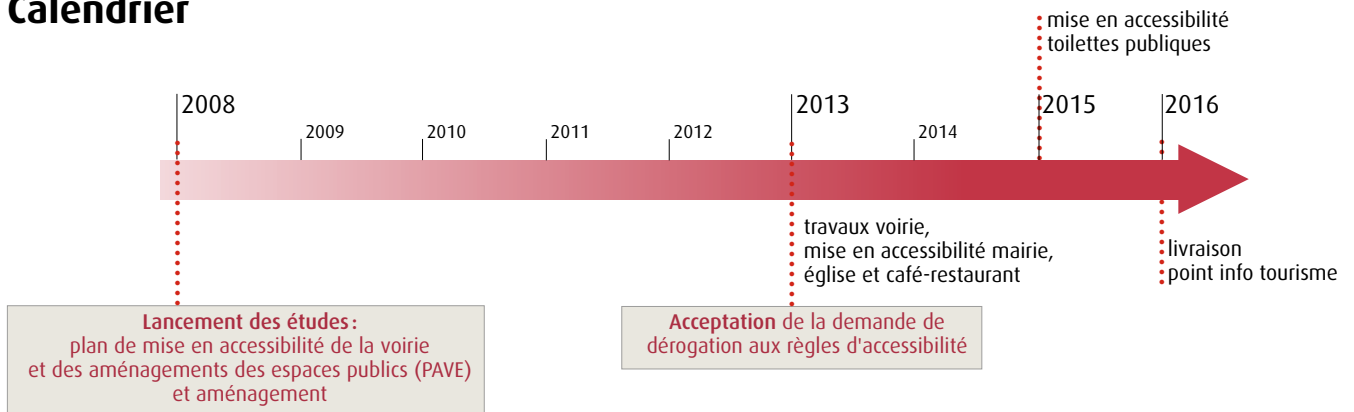 Calendrier
mise en accessibilité
toilettes publiques
2008
2009
2010
2011
2012
2013
2014
2015
2016
travaux voirie,
mise en accessibilité mairie,
église et café-restaurant
livraison
point info tourisme
Lancement des études :
plan de mise en accessibilité de la voirie
et des aménagements des espaces publics (PAVE)
et aménagement
Acceptation de la demande de
dérogation aux règles d'accessibilité